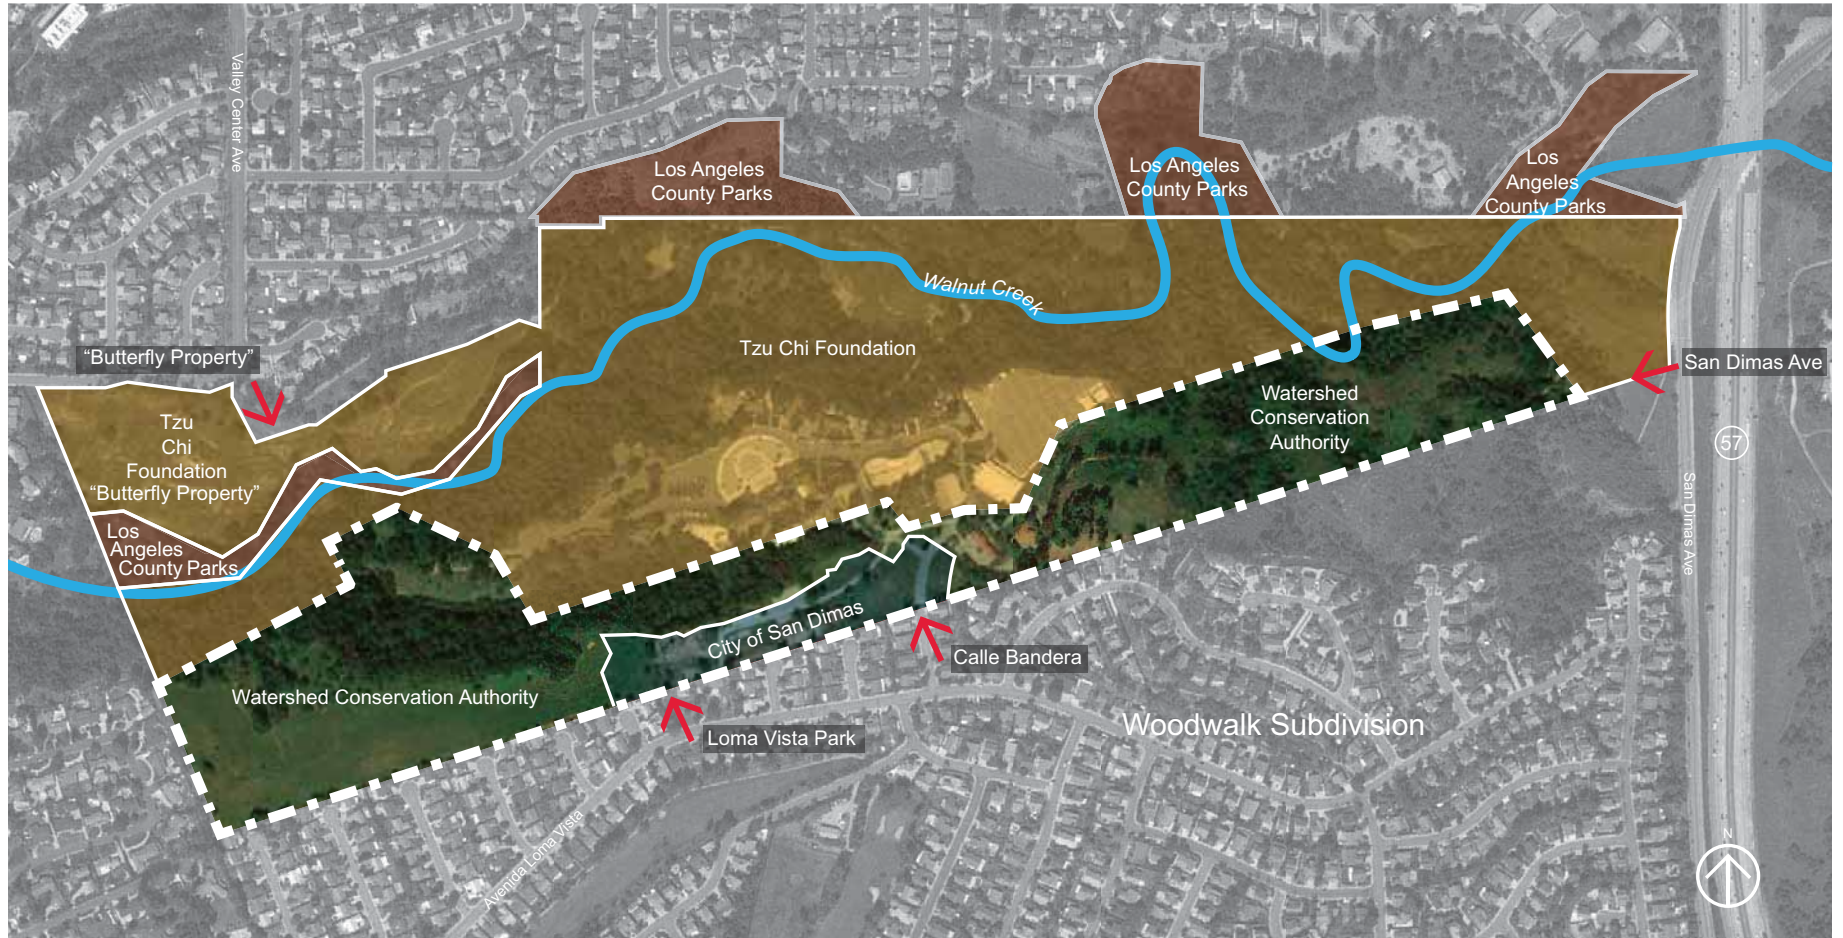 Valley Center Ave
Los Angeles
County Parks
Los Angeles
County Parks
Los
Angeles
County Parks
Walnut Creek
“Butterfly Property”
Tzu Chi Foundation
San Dimas Ave
Watershed
Conservation
Authority
Tzu
Chi
Foundation
“Butterfly Property”
57
San Dimas Ave
Los
Angeles
County Parks
City of San Dimas
Calle Bandera
Watershed Conservation Authority
Loma Vista Park
Woodwalk Subdivision
Avenida Loma Vista
N